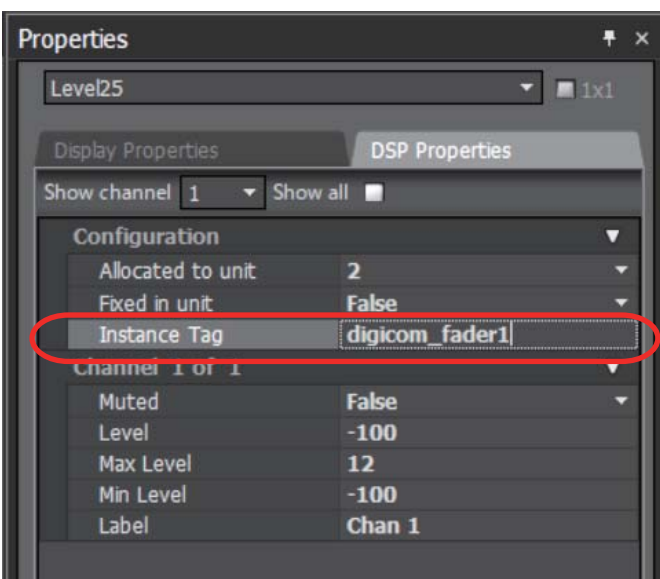 Properties
Level25 1x1
Display Properties DSP Properties
Show channel 1 Show all
Configuration
Allocated to unit 2
Fixed in unit False
Instance Tag digicom_fader1
Channel 1 of 1
Muted False
Level -100
Max Level 12
Min Level -100
Label Chan 1